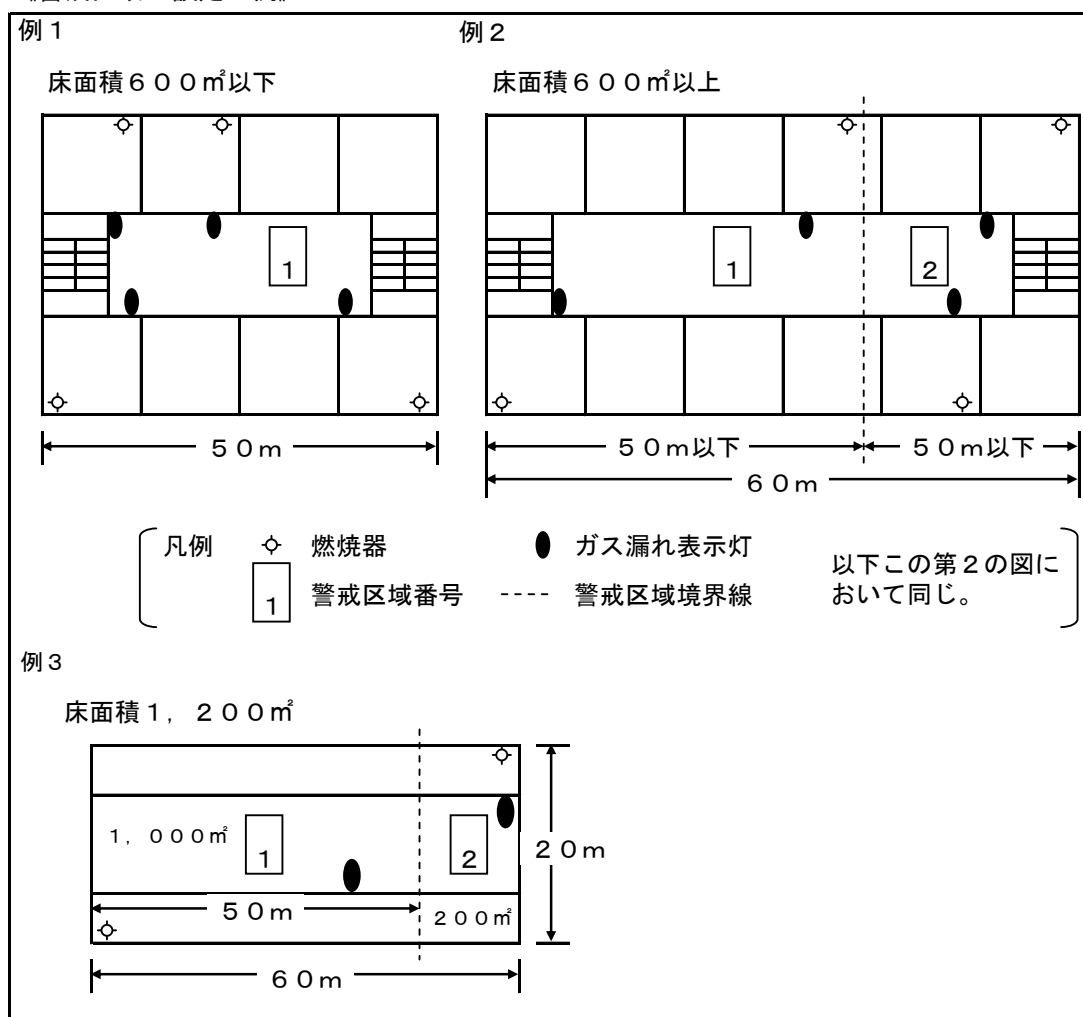 例１
例２
床面積６００㎡以下
床面積６００㎡以上
1
1
2
５０ｍ
５０ｍ以下
５０ｍ以下
６０ｍ
凡例
燃焼器
ガス漏れ表示灯
1
警戒区域番号
警戒区域境界線
以下この第２の図に
おいて同じ。
例３
床面積１，２００㎡
１，０００㎡
1
2
２０ｍ
５０ｍ
２００㎡
６０ｍ